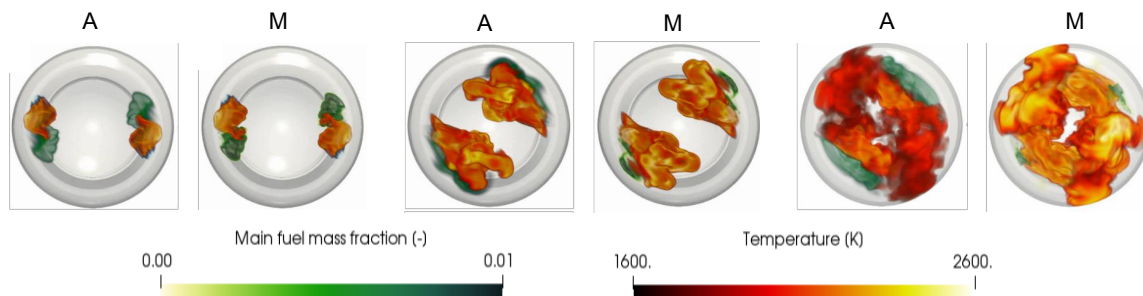 A M A M A M
Main fuel mass fraction (-) Temperature (K)
0.00 0.01 1600. 2600.